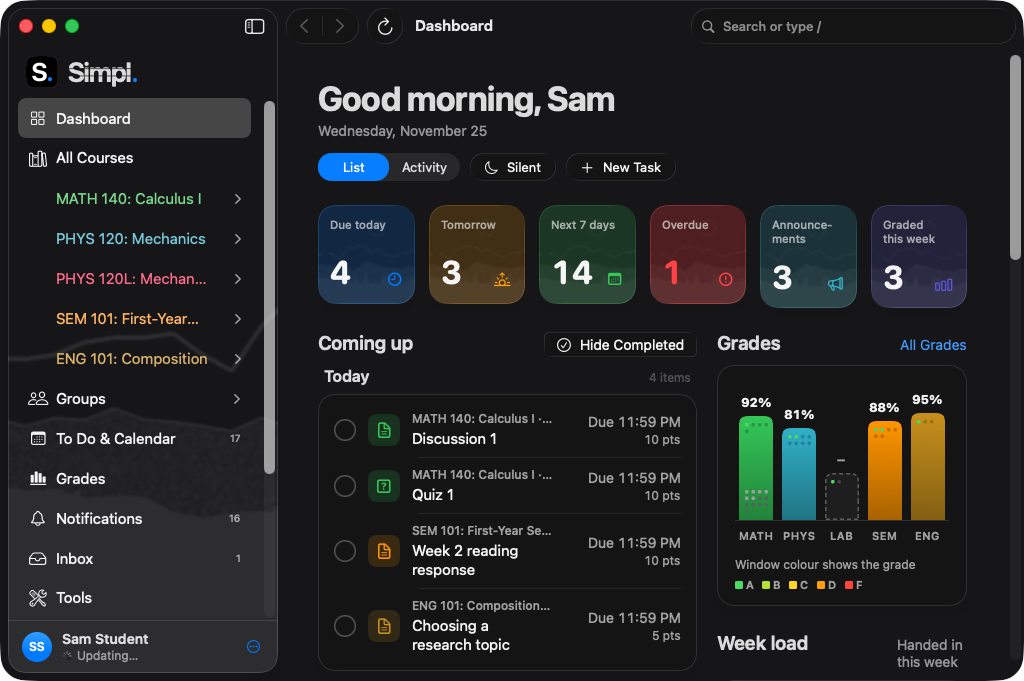 Dashboard
Search or type /
S.
Simpl.
Dashboard
All Courses
MATH 140: Calculus I
PHYS 120: Mechanics
PHYS 120L: Mechan...
SEM 101: First-Year...
ENG 101: Composition
Groups
To Do & Calendar 17
Grades
Notifications 16
Inbox 1
Tools
SS
Sam Student
Updating...
Good morning, Sam
Wednesday, November 25
List Activity Silent + New Task
Due today
4
Tomorrow
3
Next 7 days
14
Overdue
1
Announce-
ments
3
Graded
this week
3
Coming up
Hide Completed
Today
4 items
MATH 140: Calculus I ·...
Discussion 1
Due 11:59 PM
10 pts
MATH 140: Calculus I ·...
Quiz 1
Due 11:59 PM
10 pts
SEM 101: First-Year Se...
Week 2 reading
response
Due 11:59 PM
10 pts
ENG 101: Composition...
Choosing a
research topic
Due 11:59 PM
5 pts
Grades
All Grades
92% 81% – 88% 95%
MATH PHYS LAB SEM ENG
Window colour shows the grade
A B C D F
Week load
Handed in
this week